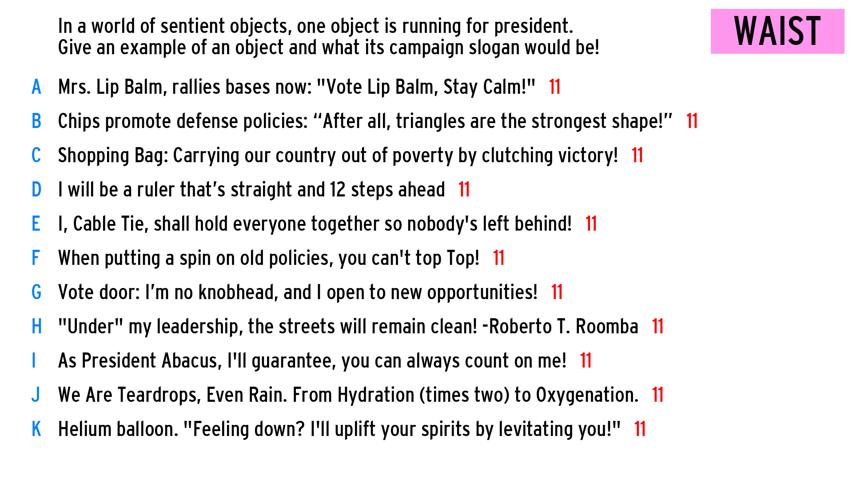 In a world of sentient objects, one object is running for president.
Give an example of an object and what its campaign slogan would be!
WAIST
A Mrs. Lip Balm, rallies bases now: "Vote Lip Balm, Stay Calm!" 11
B Chips promote defense policies: “After all, triangles are the strongest shape!” 11
C Shopping Bag: Carrying our country out of poverty by clutching victory! 11
D I will be a ruler that’s straight and 12 steps ahead 11
E I, Cable Tie, shall hold everyone together so nobody's left behind! 11
F When putting a spin on old policies, you can't top Top! 11
G Vote door: I’m no knobhead, and I open to new opportunities! 11
H "Under" my leadership, the streets will remain clean! -Roberto T. Roomba 11
I As President Abacus, I'll guarantee, you can always count on me! 11
J We Are Teardrops, Even Rain. From Hydration (times two) to Oxygenation. 11
K Helium balloon. "Feeling down? I'll uplift your spirits by levitating you!" 11